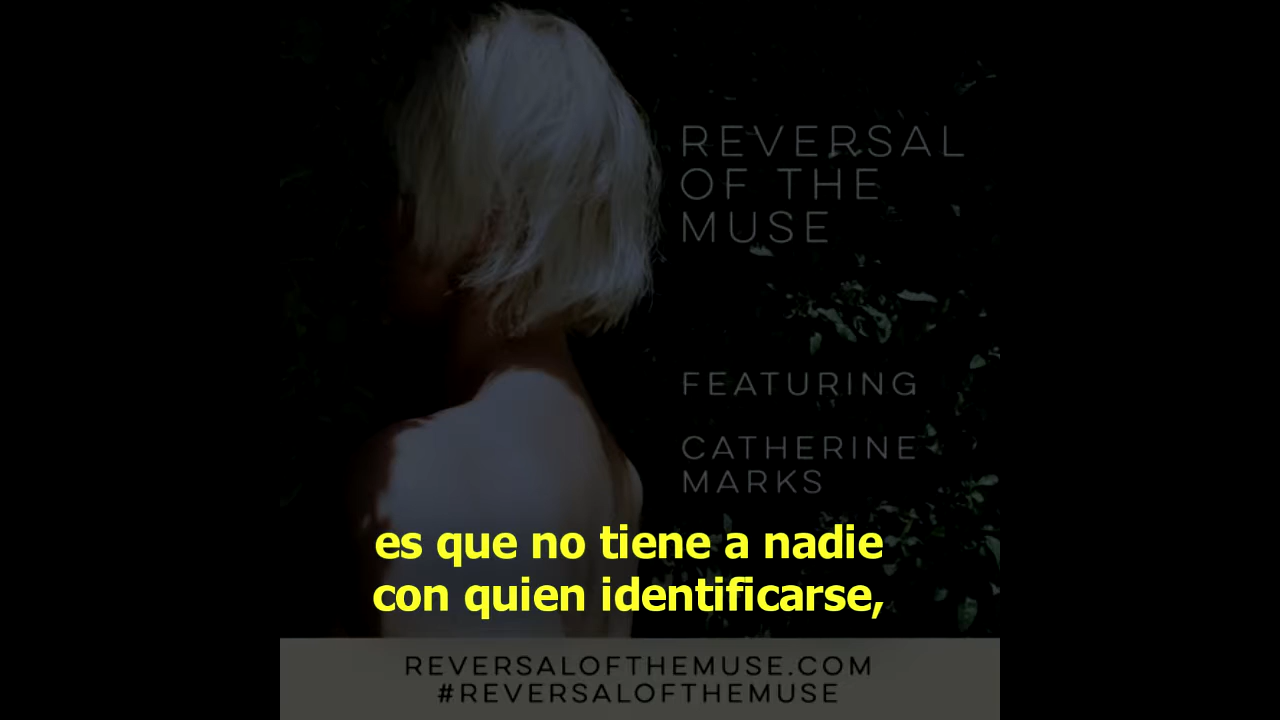 REVERSAL
OF THE
MUSE
FEATURING
CATHERINE
MARKS
es que no tiene a nadie
con quien identificarse,
REVERSALOFTHEMUSE.COM
#REVERSALOFTHEMUSE